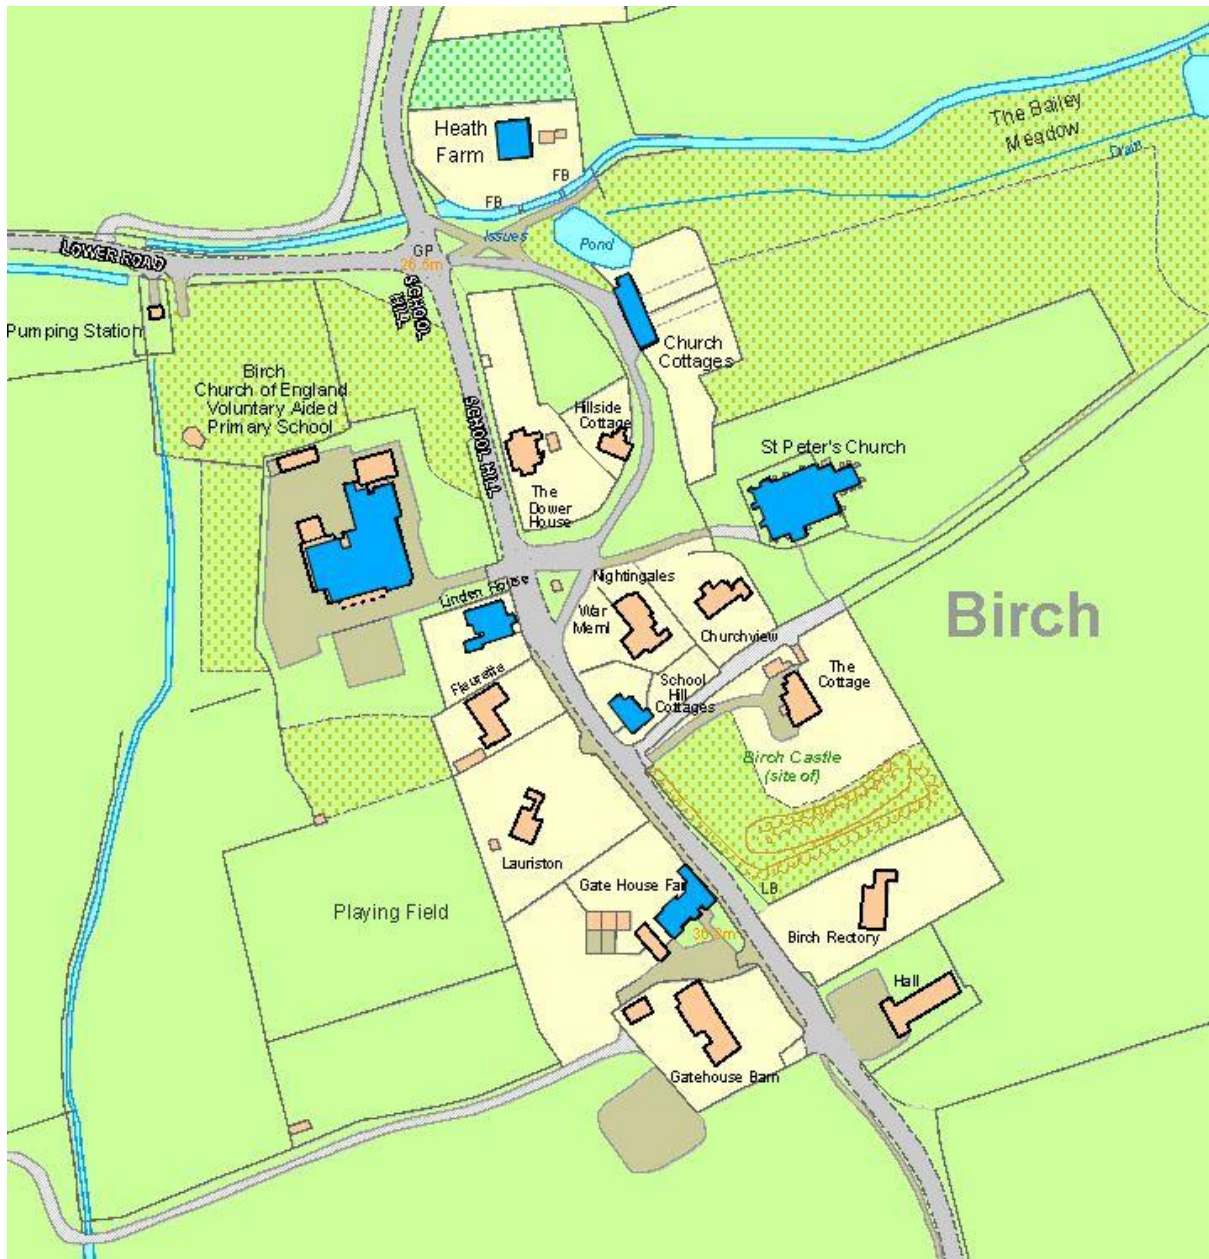 Heath
Farm
The Bailey
Meadow
Drain
FB
FB
Issues
Pond
LOWER ROAD
GP
26.5m
SCHOOL
HILL
Pumping Station
Church
Cottages
Birch
Church of England
Voluntary Aided
Primary School
SCHOOL HILL
Hillside
Cottage
St Peter's Church
The
Dower
House
Linden House
Nightingales
War
Meml
Churchview
Birch
Fleurette
School
Hill
Cottages
The
Cottage
Birch Castle
(site of)
Lauriston
Gate House Far
LB
Playing Field
Birch Rectory
Hall
Gatehouse Barn